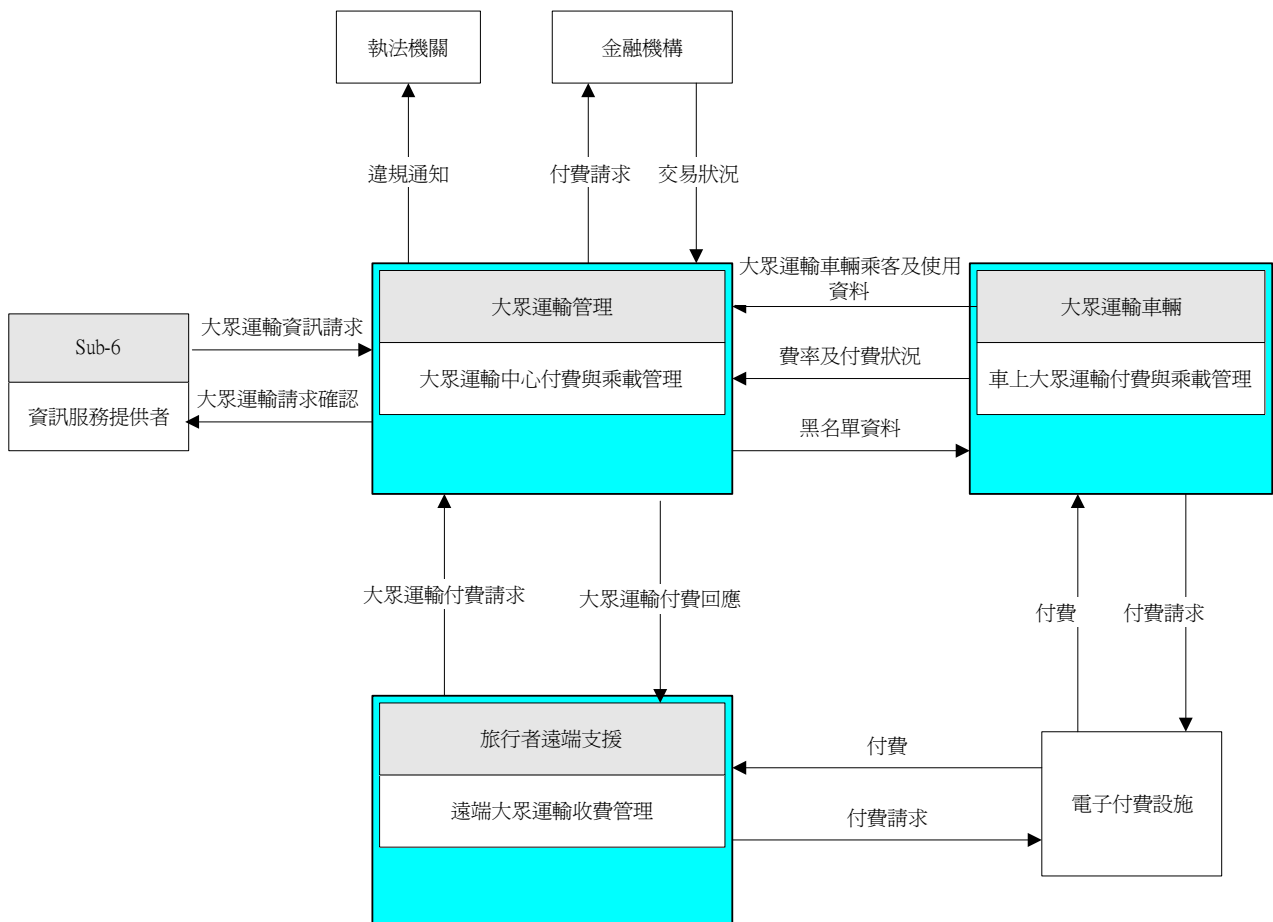 執法機關
金融機構
違規通知
付費請求
交易狀況
大眾運輸車輛乘客及使用
資料
大眾運輸管理
大眾運輸車輛
大眾運輸資訊請求
Sub-6
費率及付費狀況
大眾運輸中心付費與乘載管理
車上大眾運輸付費與乘載管理
大眾運輸請求確認
資訊服務提供者
黑名單資料
大眾運輸付費請求
大眾運輸付費回應
付費
付費請求
旅行者遠端支援
付費
遠端大眾運輸收費管理
電子付費設施
付費請求